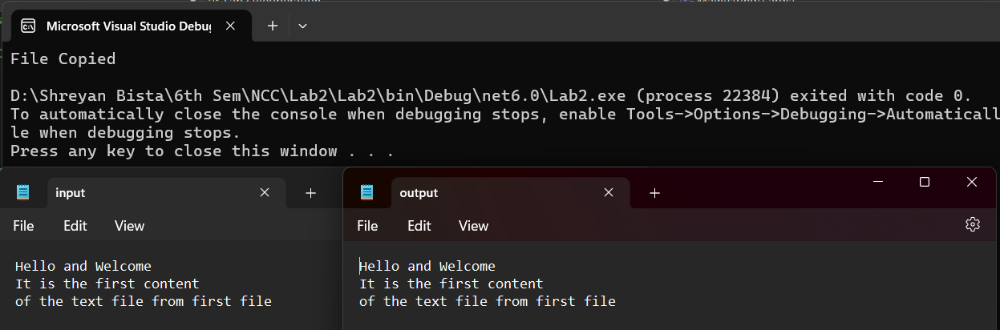 Microsoft Visual Studio Debug
File Copied
D:\Shreyan Bista\6th Sem\NCC\Lab2\Lab2\bin\Debug\net6.0\Lab2.exe (process 22384) exited with code 0.
To automatically close the console when debugging stops, enable Tools->Options->Debugging->Automaticall
le when debugging stops.
Press any key to close this window . . .
input
File Edit View
Hello and Welcome
It is the first content
of the text file from first file
output
File Edit View
Hello and Welcome
It is the first content
of the text file from first file